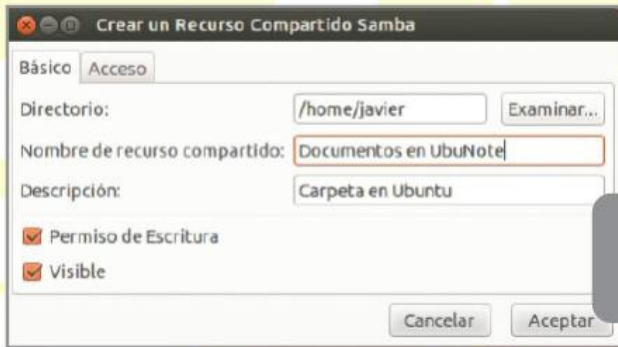 Crear un Recurso Compartido Samba
Básico Acceso
Directorio: /home/javier Examinar...
Nombre de recurso compartido: Documentos en UbuNote
Descripción: Carpeta en Ubuntu
Permiso de Escritura
Visible
Cancelar Aceptar